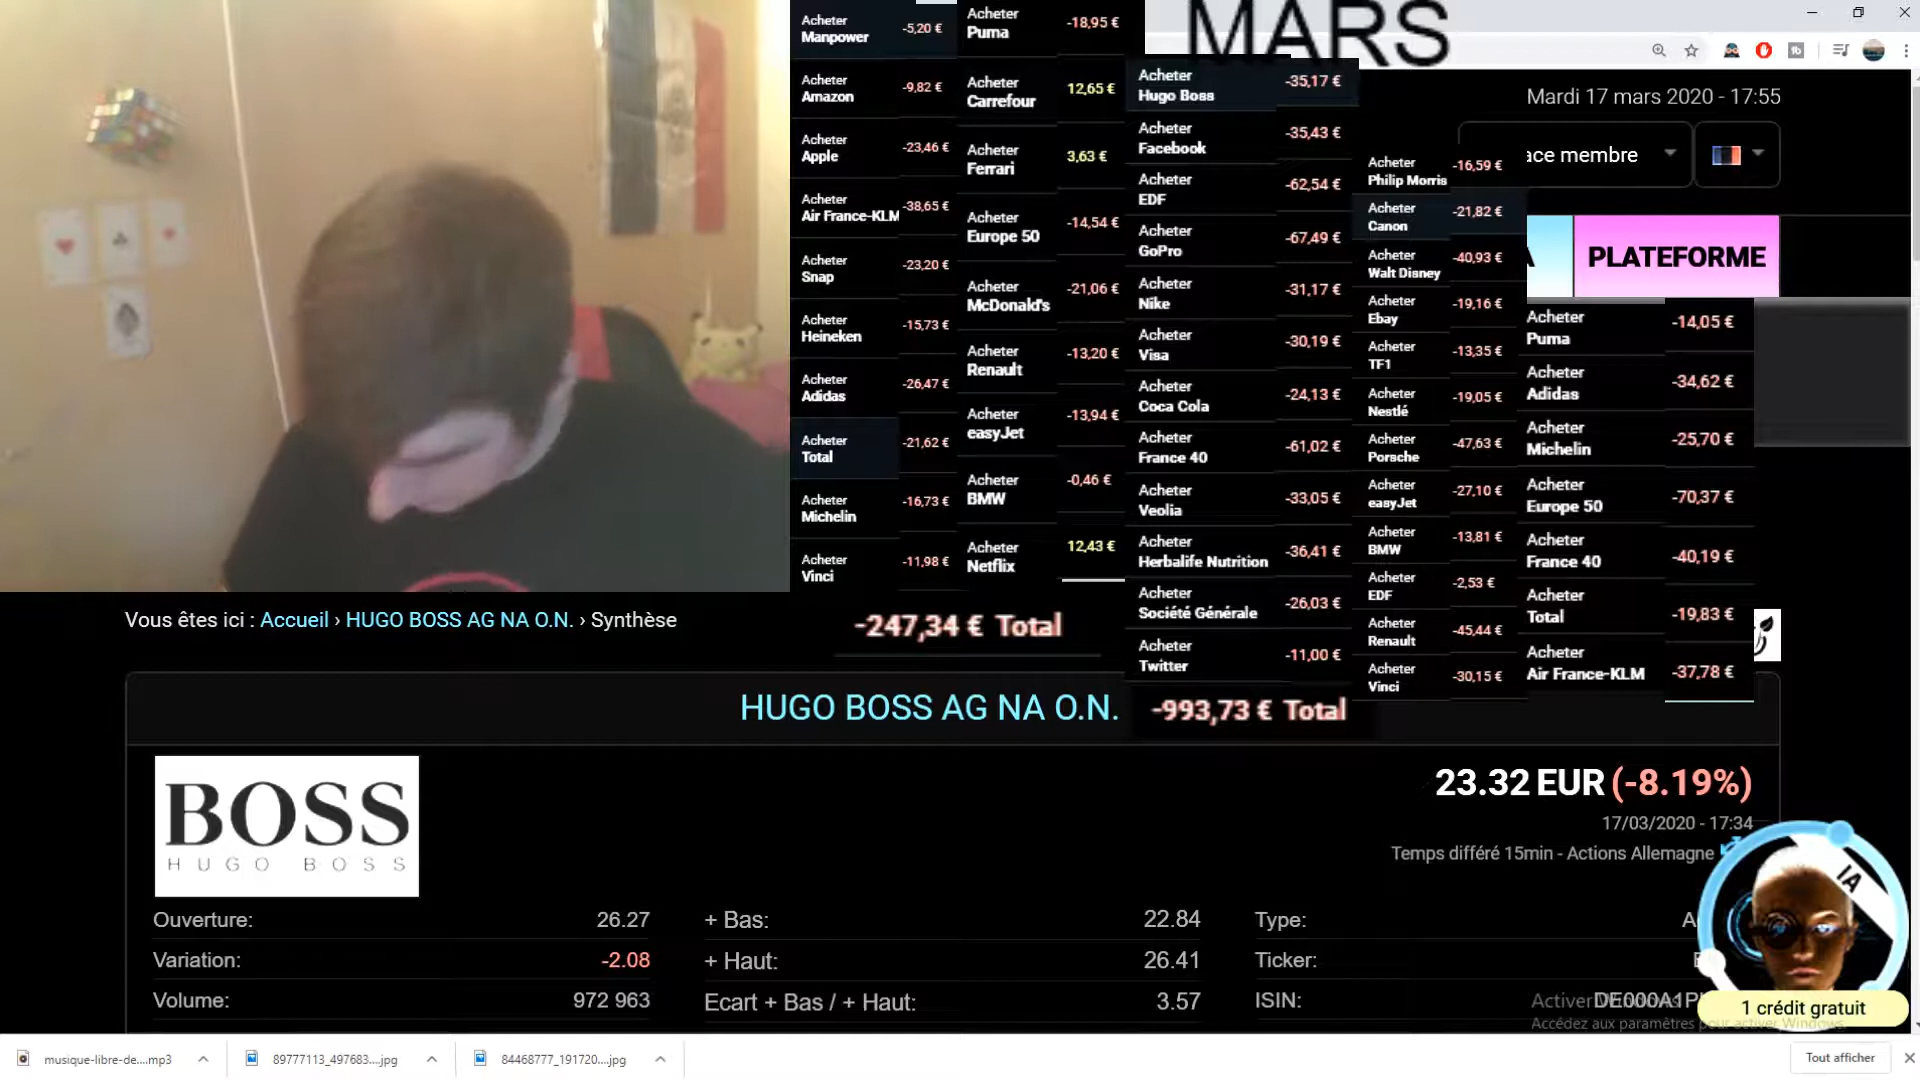 MARS
Acheter
Manpower
-5,20 €
Acheter
Amazon
-9,82 €
Acheter
Apple
-23,46 €
Acheter
Air France-KLM
-38,65 €
Acheter
Snap
-23,20 €
Acheter
Heineken
-15,73 €
Acheter
Adidas
-26,47 €
Acheter
Total
-21,62 €
Acheter
Michelin
-16,73 €
Acheter
Vinci
-11,98 €
Acheter
Puma
-18,95 €
Acheter
Carrefour
12,65 €
Acheter
Ferrari
3,63 €
Acheter
Europe 50
-14,54 €
Acheter
McDonald's
-21,06 €
Acheter
Renault
-13,20 €
Acheter
easyJet
-13,94 €
Acheter
BMW
-0,46 €
Acheter
Netflix
12,43 €
-247,34 € Total
Acheter
Hugo Boss
-35,17 €
Acheter
Facebook
-35,43 €
Acheter
EDF
-62,54 €
Acheter
GoPro
-67,49 €
Acheter
Nike
-31,17 €
Acheter
Visa
-30,19 €
Acheter
Coca Cola
-24,13 €
Acheter
France 40
-61,02 €
Acheter
Veolia
-33,05 €
Acheter
Herbalife Nutrition
-36,41 €
Acheter
Société Générale
-26,03 €
Acheter
Twitter
-11,00 €
-993,73 € Total
Acheter
Philip Morris
-16,59 €
Acheter
Canon
-21,82 €
Acheter
Walt Disney
-40,93 €
Acheter
Ebay
-19,16 €
Acheter
TF1
-13,35 €
Acheter
Nestlé
-19,05 €
Acheter
Porsche
-47,63 €
Acheter
easyJet
-27,10 €
Acheter
BMW
-13,81 €
Acheter
EDF
-2,53 €
Acheter
Renault
-45,44 €
Acheter
Vinci
-30,15 €
Mardi 17 mars 2020 - 17:55
ace membre
A
PLATEFORME
Acheter
Puma
-14,05 €
Acheter
Adidas
-34,62 €
Acheter
Michelin
-25,70 €
Acheter
Europe 50
-70,37 €
Acheter
France 40
-40,19 €
Acheter
Total
-19,83 €
Acheter
Air France-KLM
-37,78 €
Vous êtes ici : Accueil › HUGO BOSS AG NA O.N. › Synthèse
HUGO BOSS AG NA O.N.
BOSS
HUGO BOSS
23.32 EUR (-8.19%)
17/03/2020 - 17:34
Temps différé 15min - Actions Allemagne
IA
Ouverture: 26.27
+ Bas: 22.84
Type: A
Variation: -2.08
+ Haut: 26.41
Ticker:
Volume: 972 963
Ecart + Bas / + Haut: 3.57
ISIN: DE000A1P
Activer Windows
Accédez aux paramètres pour activer Windows.
1 crédit gratuit
musique-libre-de....mp3
89777113_497683....jpg
84468777_191720....jpg
Tout afficher